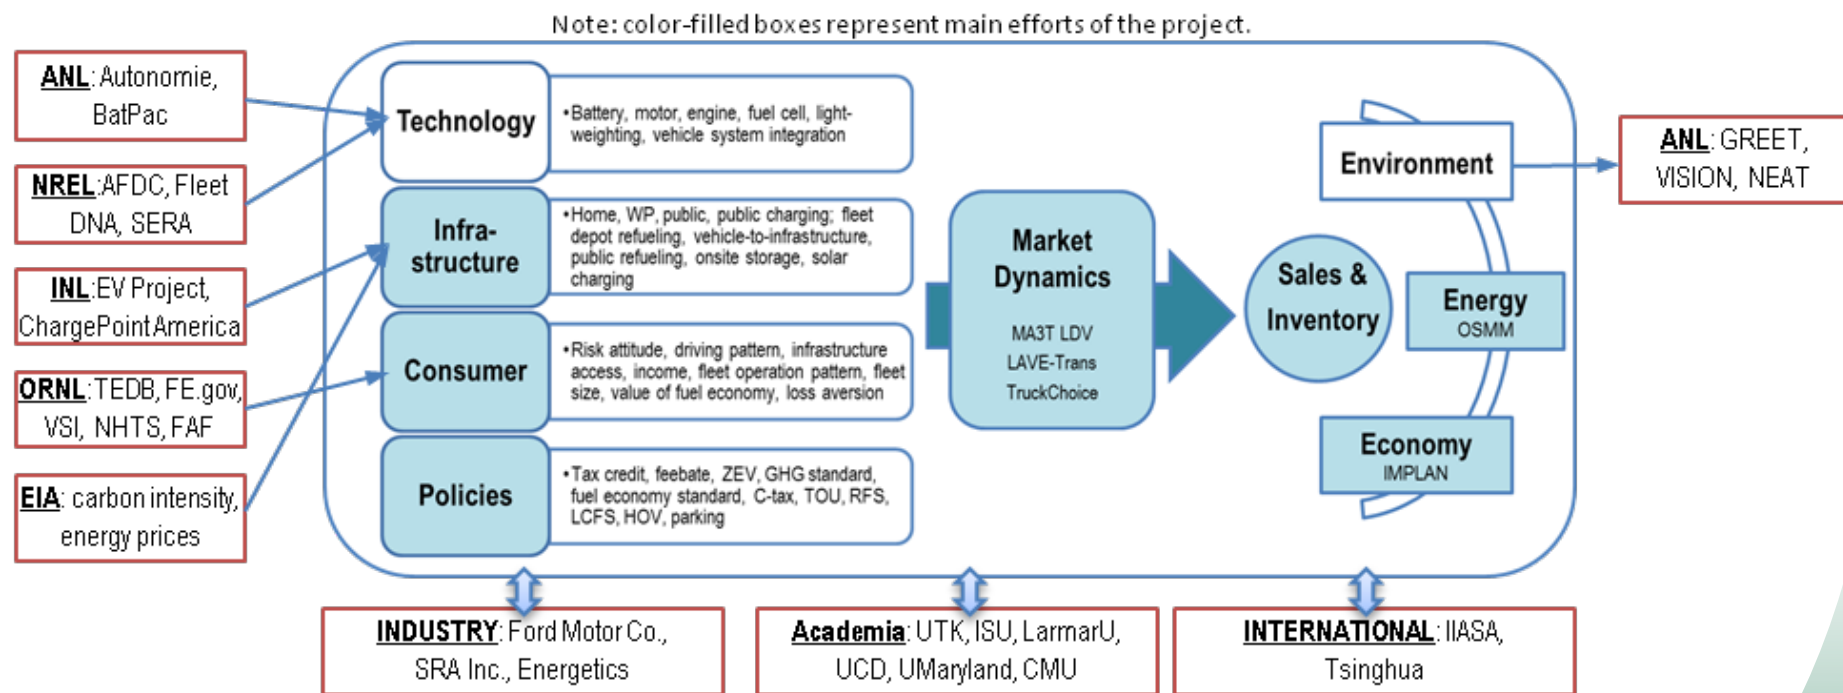 Note: color-filled boxes represent main efforts of the project.
ANL: Autonomie,
BatPac
NREL:AFDC, Fleet
DNA, SERA
INL:EV Project,
ChargePointAmerica
ORNL: TEDB, FE.gov,
VSI, NHTS, FAF
EIA: carbon intensity,
energy prices
Technology
•Battery, motor, engine, fuel cell, light-
weighting, vehicle system integration
Infra-
structure
•Home, WP, public, public charging; fleet
depot refueling, vehicle-to-infrastructure,
public refueling, onsite storage, solar
charging
Consumer
•Risk attitude, driving pattern, infrastructure
access, income, fleet operation pattern, fleet
size, value of fuel economy, loss aversion
Policies
•Tax credit, feebate, ZEV, GHG standard,
fuel economy standard, C-tax, TOU, RFS,
LCFS, HOV, parking
Market
Dynamics
MA3T LDV
LAVE-Trans
TruckChoice
Sales &
Inventory
Environment
Energy
OSMM
Economy
IMPLAN
ANL: GREET,
VISION, NEAT
INDUSTRY: Ford Motor Co.,
SRA Inc., Energetics
Academia: UTK, ISU, LarmarU,
UCD, UMaryland, CMU
INTERNATIONAL: IIASA,
Tsinghua